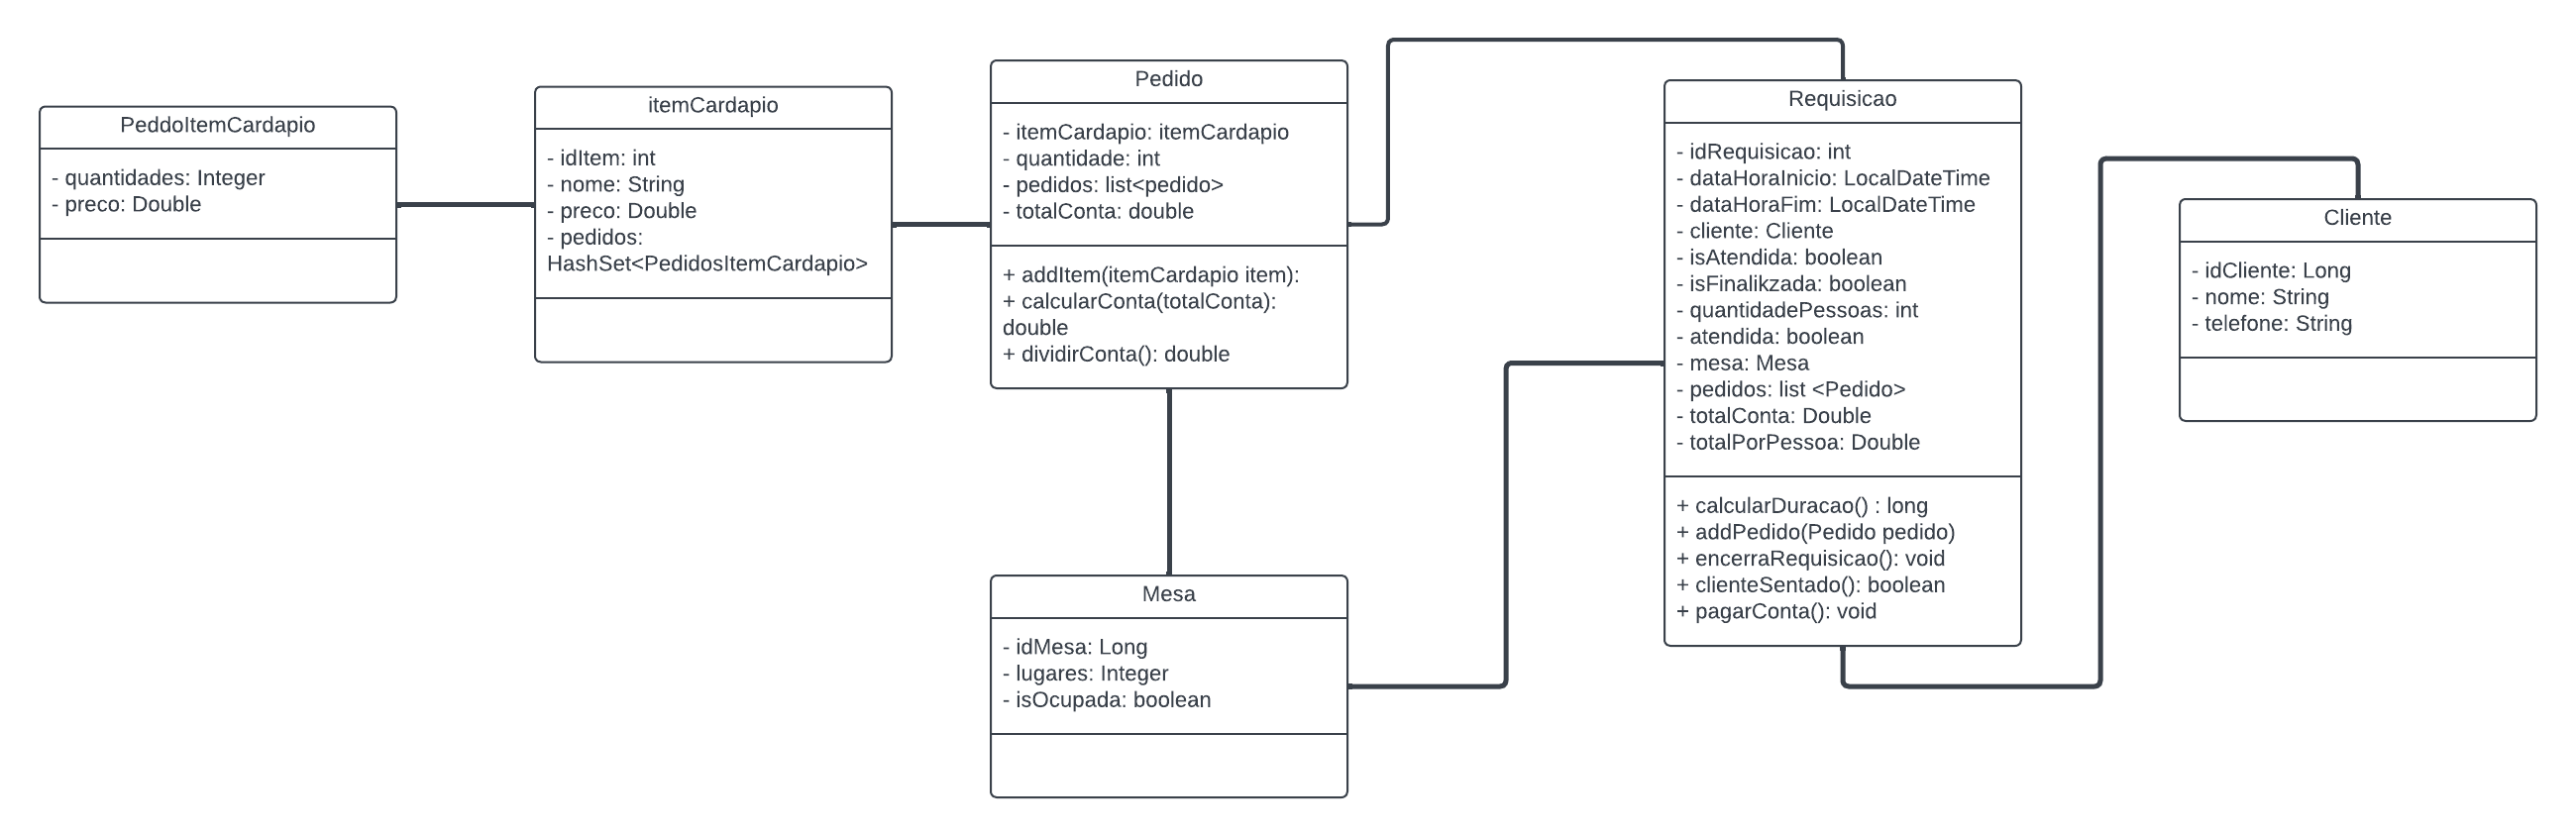 PeddoItemCardapio
- quantidades: Integer
- preco: Double
itemCardapio
- idItem: int
- nome: String
- preco: Double
- pedidos:
HashSet<PedidosItemCardapio>
Pedido
- itemCardapio: itemCardapio
- quantidade: int
- pedidos: list<pedido>
- totalConta: double
+ addItem(itemCardapio item):
+ calcularConta(totalConta):
double
+ dividirConta(): double
Mesa
- idMesa: Long
- lugares: Integer
- isOcupada: boolean
Requisicao
- idRequisicao: int
- dataHoraInicio: LocalDateTime
- dataHoraFim: LocalDateTime
- cliente: Cliente
- isAtendida: boolean
- isFinalikzada: boolean
- quantidadePessoas: int
- atendida: boolean
- mesa: Mesa
- pedidos: list <Pedido>
- totalConta: Double
- totalPorPessoa: Double
+ calcularDuracao() : long
+ addPedido(Pedido pedido)
+ encerraRequisicao(): void
+ clienteSentado(): boolean
+ pagarConta(): void
Cliente
- idCliente: Long
- nome: String
- telefone: String